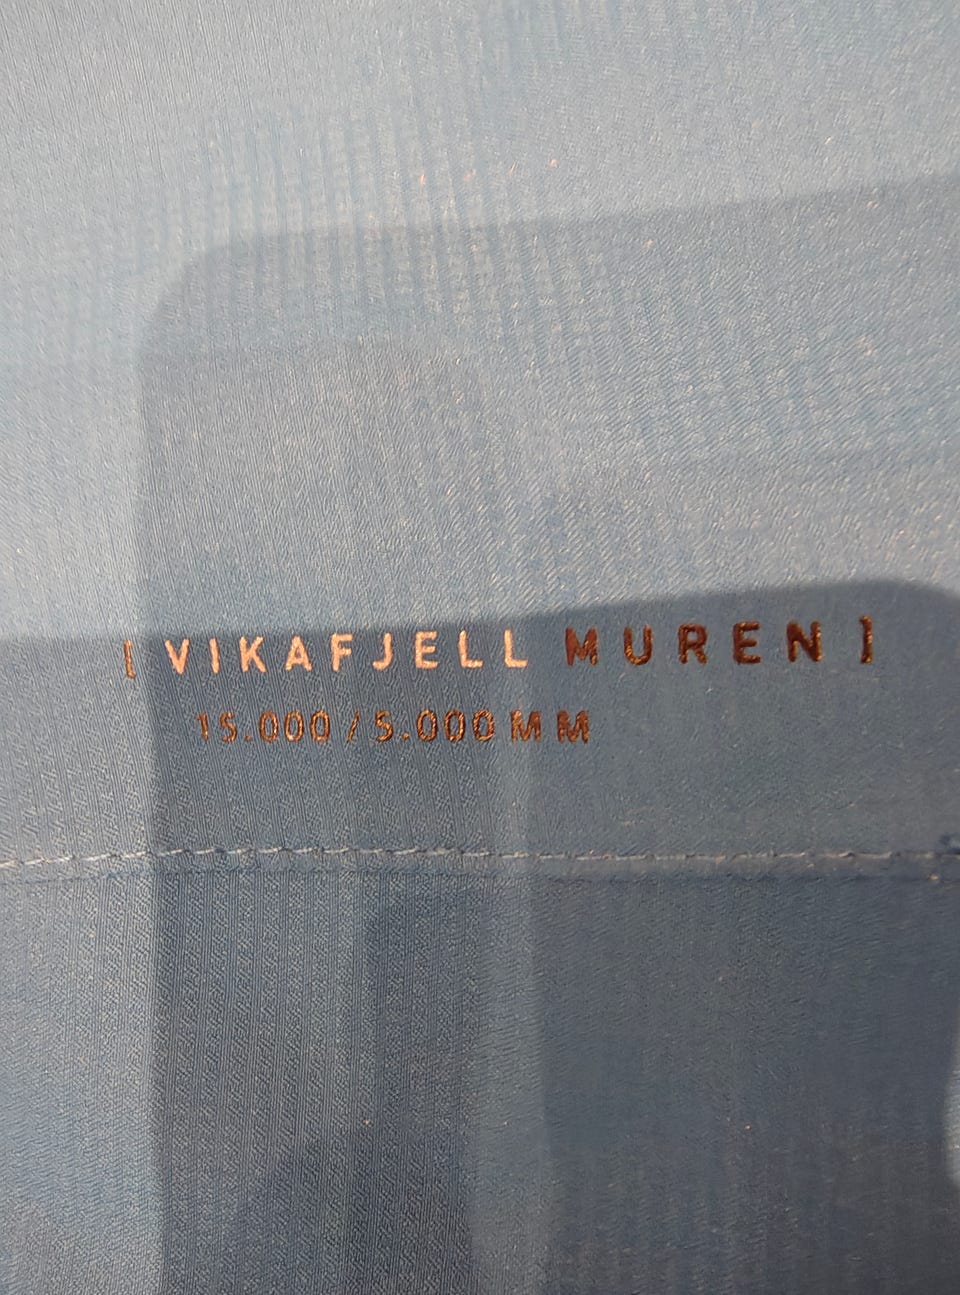 [ VIKAFJELL MUREN ]
15.000 / 5.000 MM